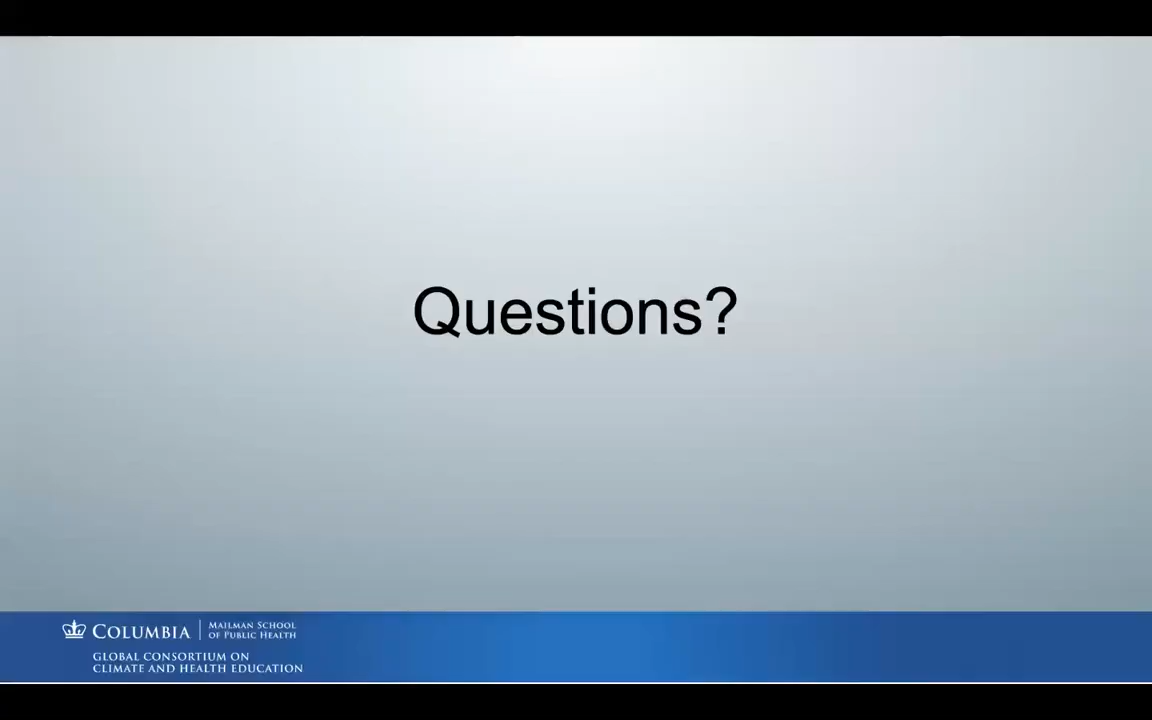 Questions?
COLUMBIA
MAILMAN SCHOOL
OF PUBLIC HEALTH
GLOBAL CONSORTIUM ON
CLIMATE AND HEALTH EDUCATION